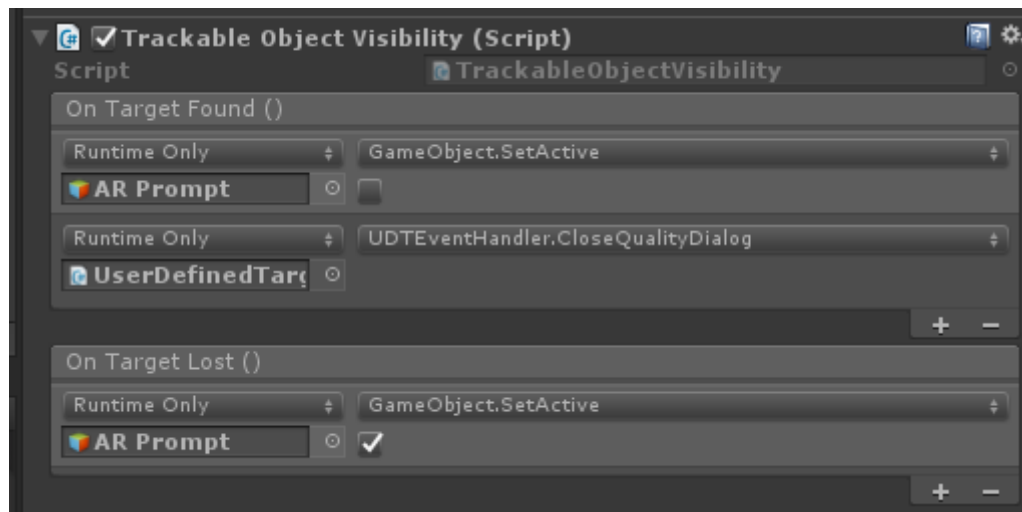 Trackable Object Visibility (Script)
Script TrackableObjectVisibility
On Target Found ()
Runtime Only GameObject.SetActive
AR Prompt
Runtime Only UDTEventHandler.CloseQualityDialog
UserDefinedTarg
On Target Lost ()
Runtime Only GameObject.SetActive
AR Prompt